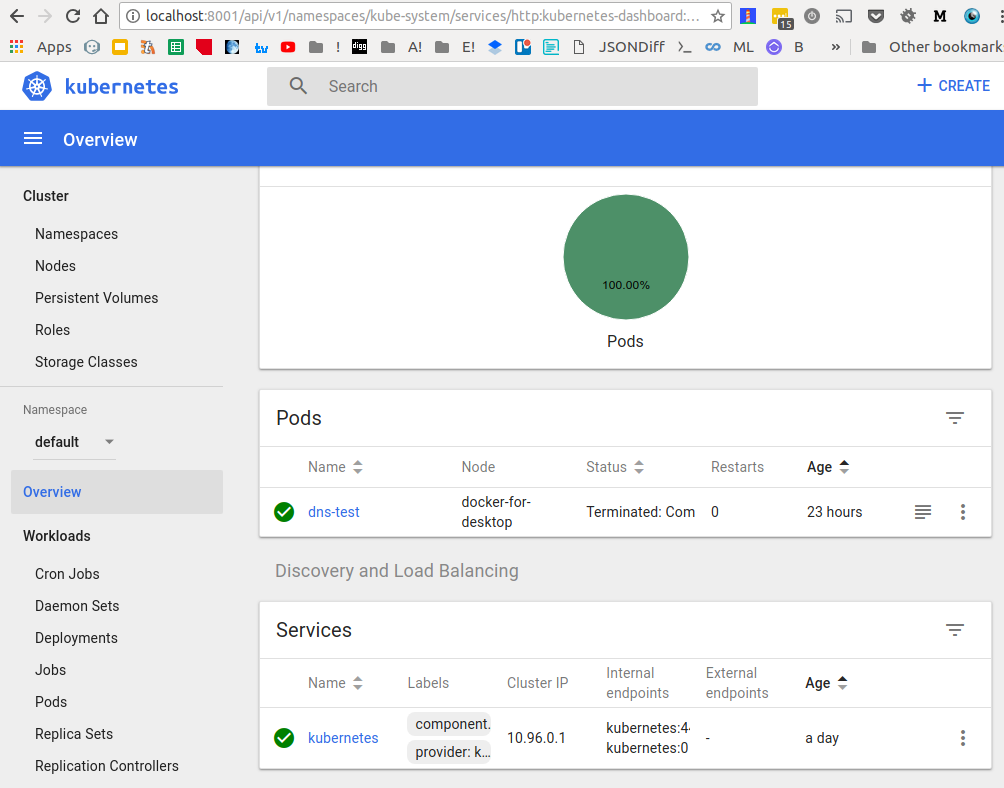 localhost:8001/api/v1/namespaces/kube-system/services/http:kubernetes-dashboard:...
15
M
Apps
tw
!
digg
A!
E!
JSONDiff
ML
B
»
Other bookmarks
kubernetes
Search
+ CREATE
Overview
Cluster
Namespaces
Nodes
Persistent Volumes
Roles
Storage Classes
Namespace
default
Overview
Workloads
Cron Jobs
Daemon Sets
Deployments
Jobs
Pods
Replica Sets
Replication Controllers
100.00%
Pods
Pods
Name Node Status Restarts Age
dns-test docker-for-desktop Terminated: Com 0 23 hours
Discovery and Load Balancing
Services
Name Labels Cluster IP Internal endpoints External endpoints Age
kubernetes component. 10.96.0.1 kubernetes:4 - a day
provider: k... kubernetes:0